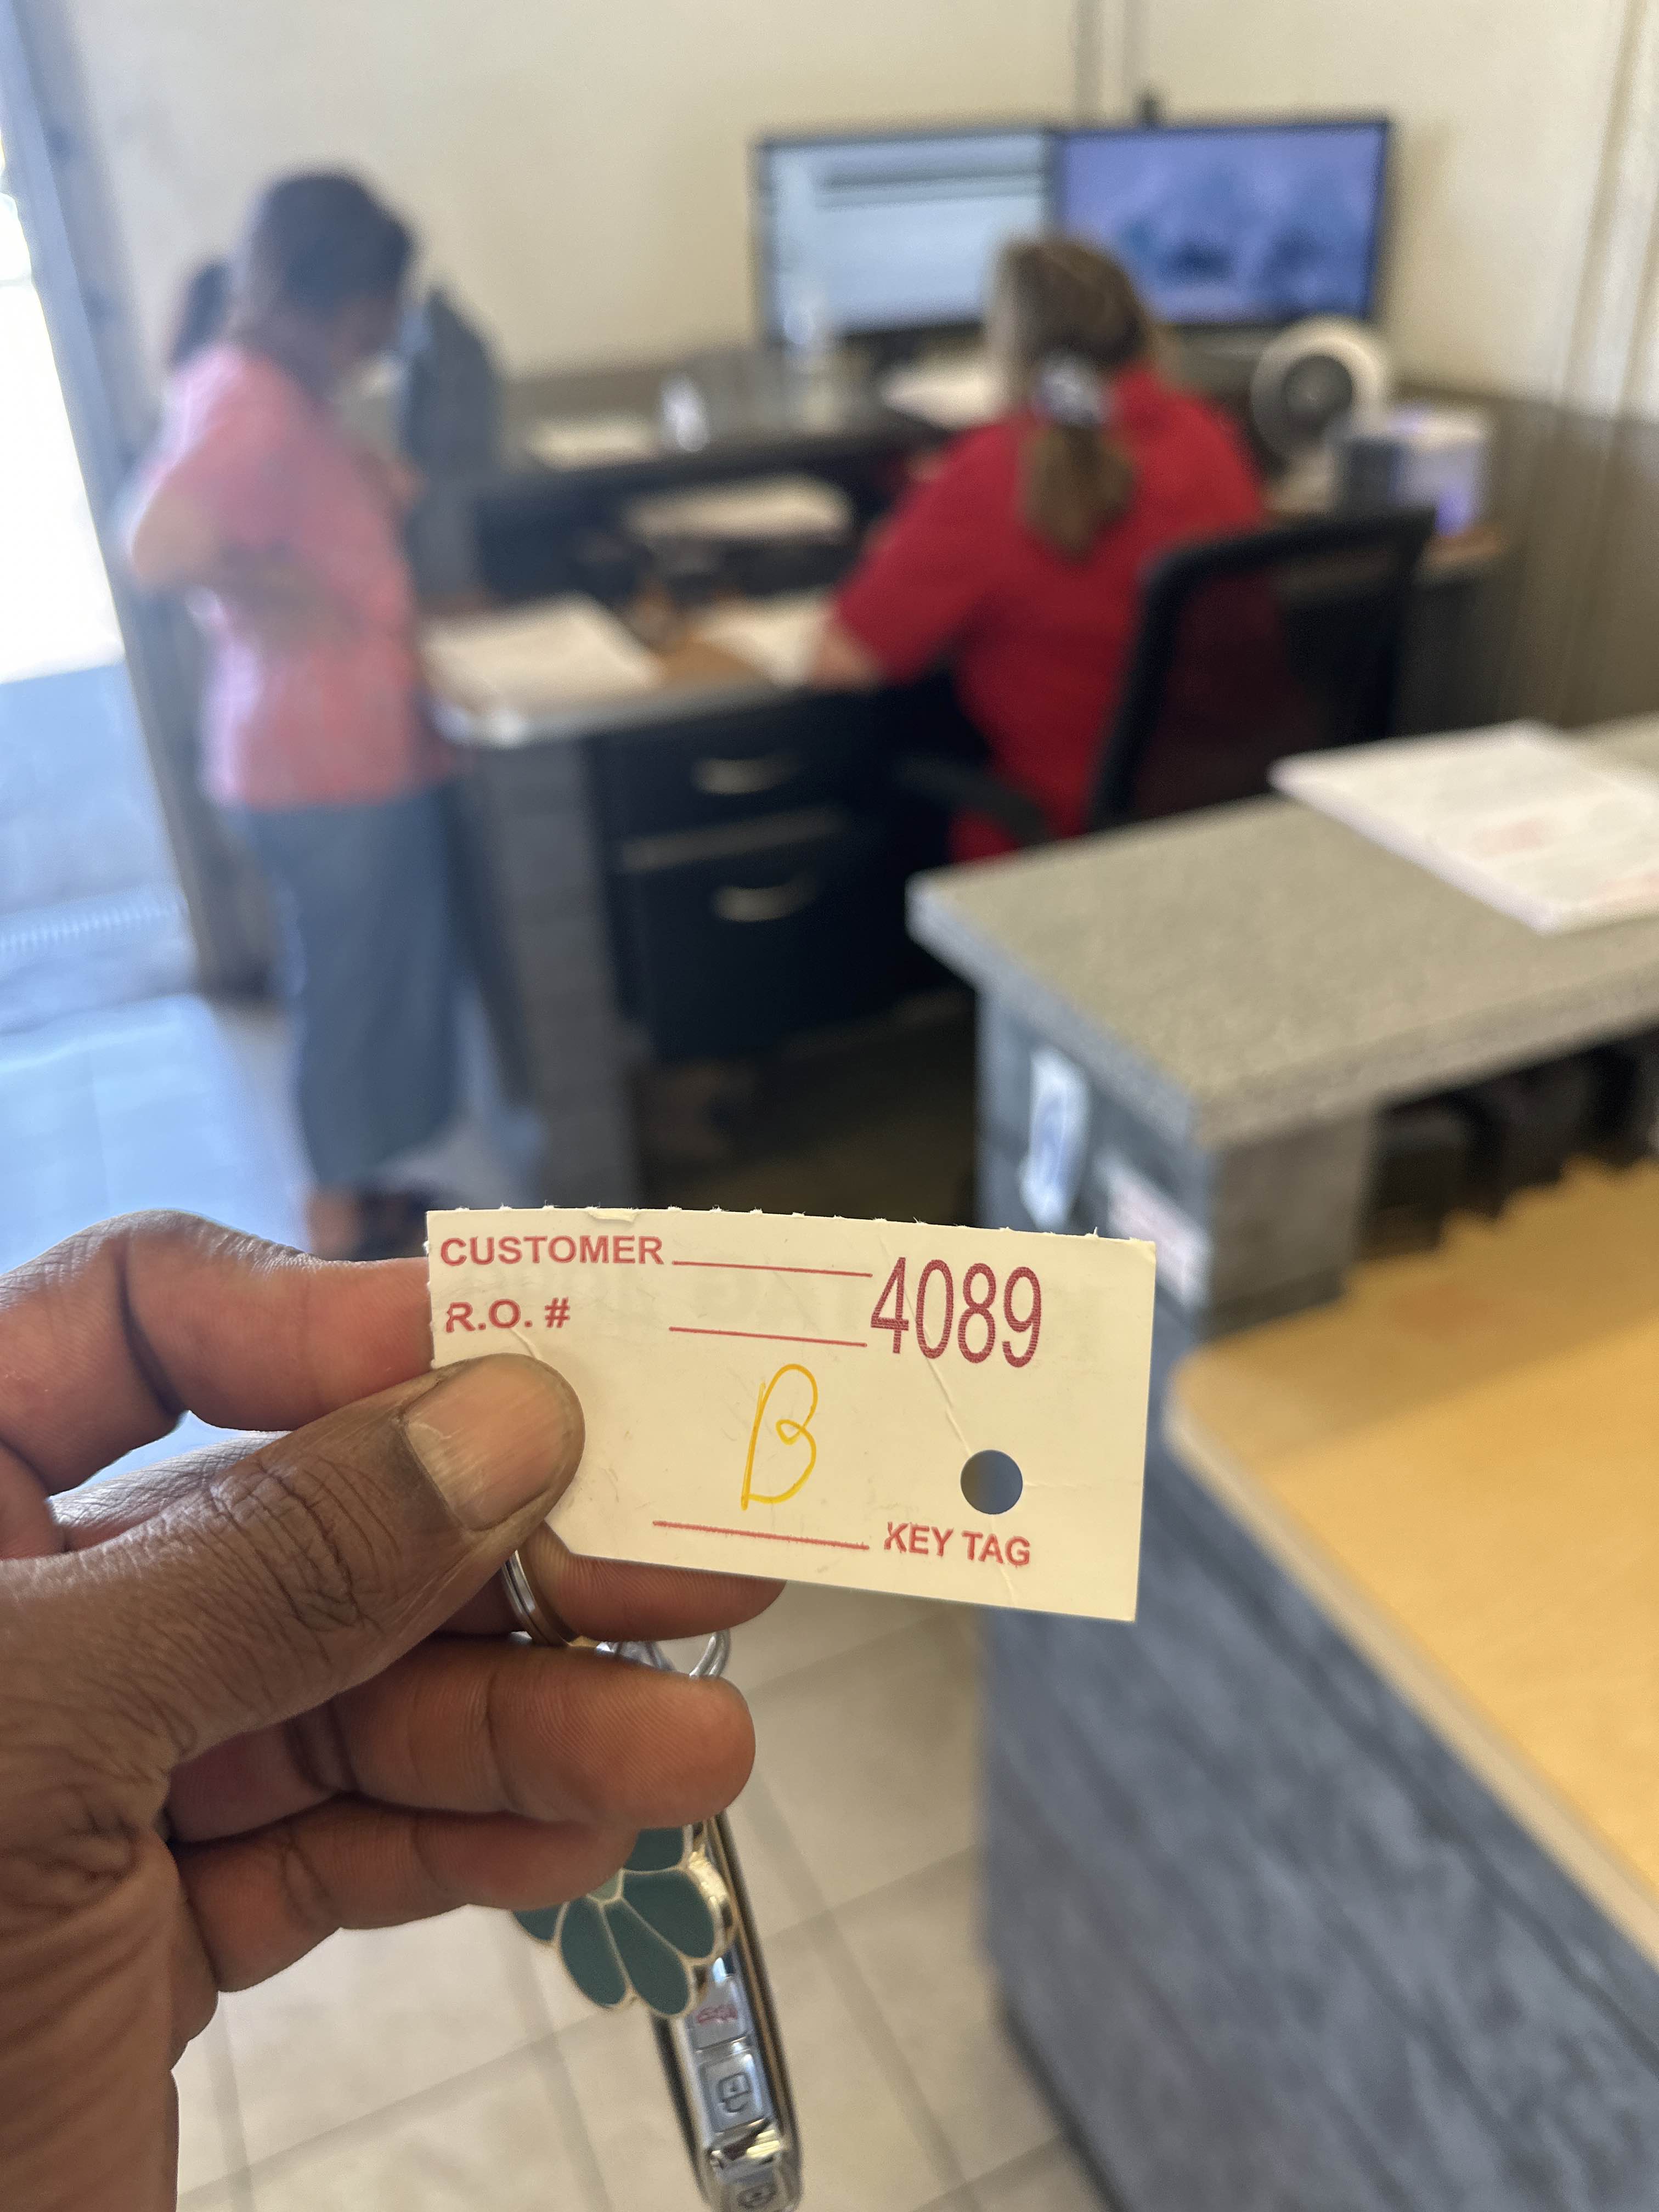 CUSTOMER 4089
R.O. #
B
KEY TAG